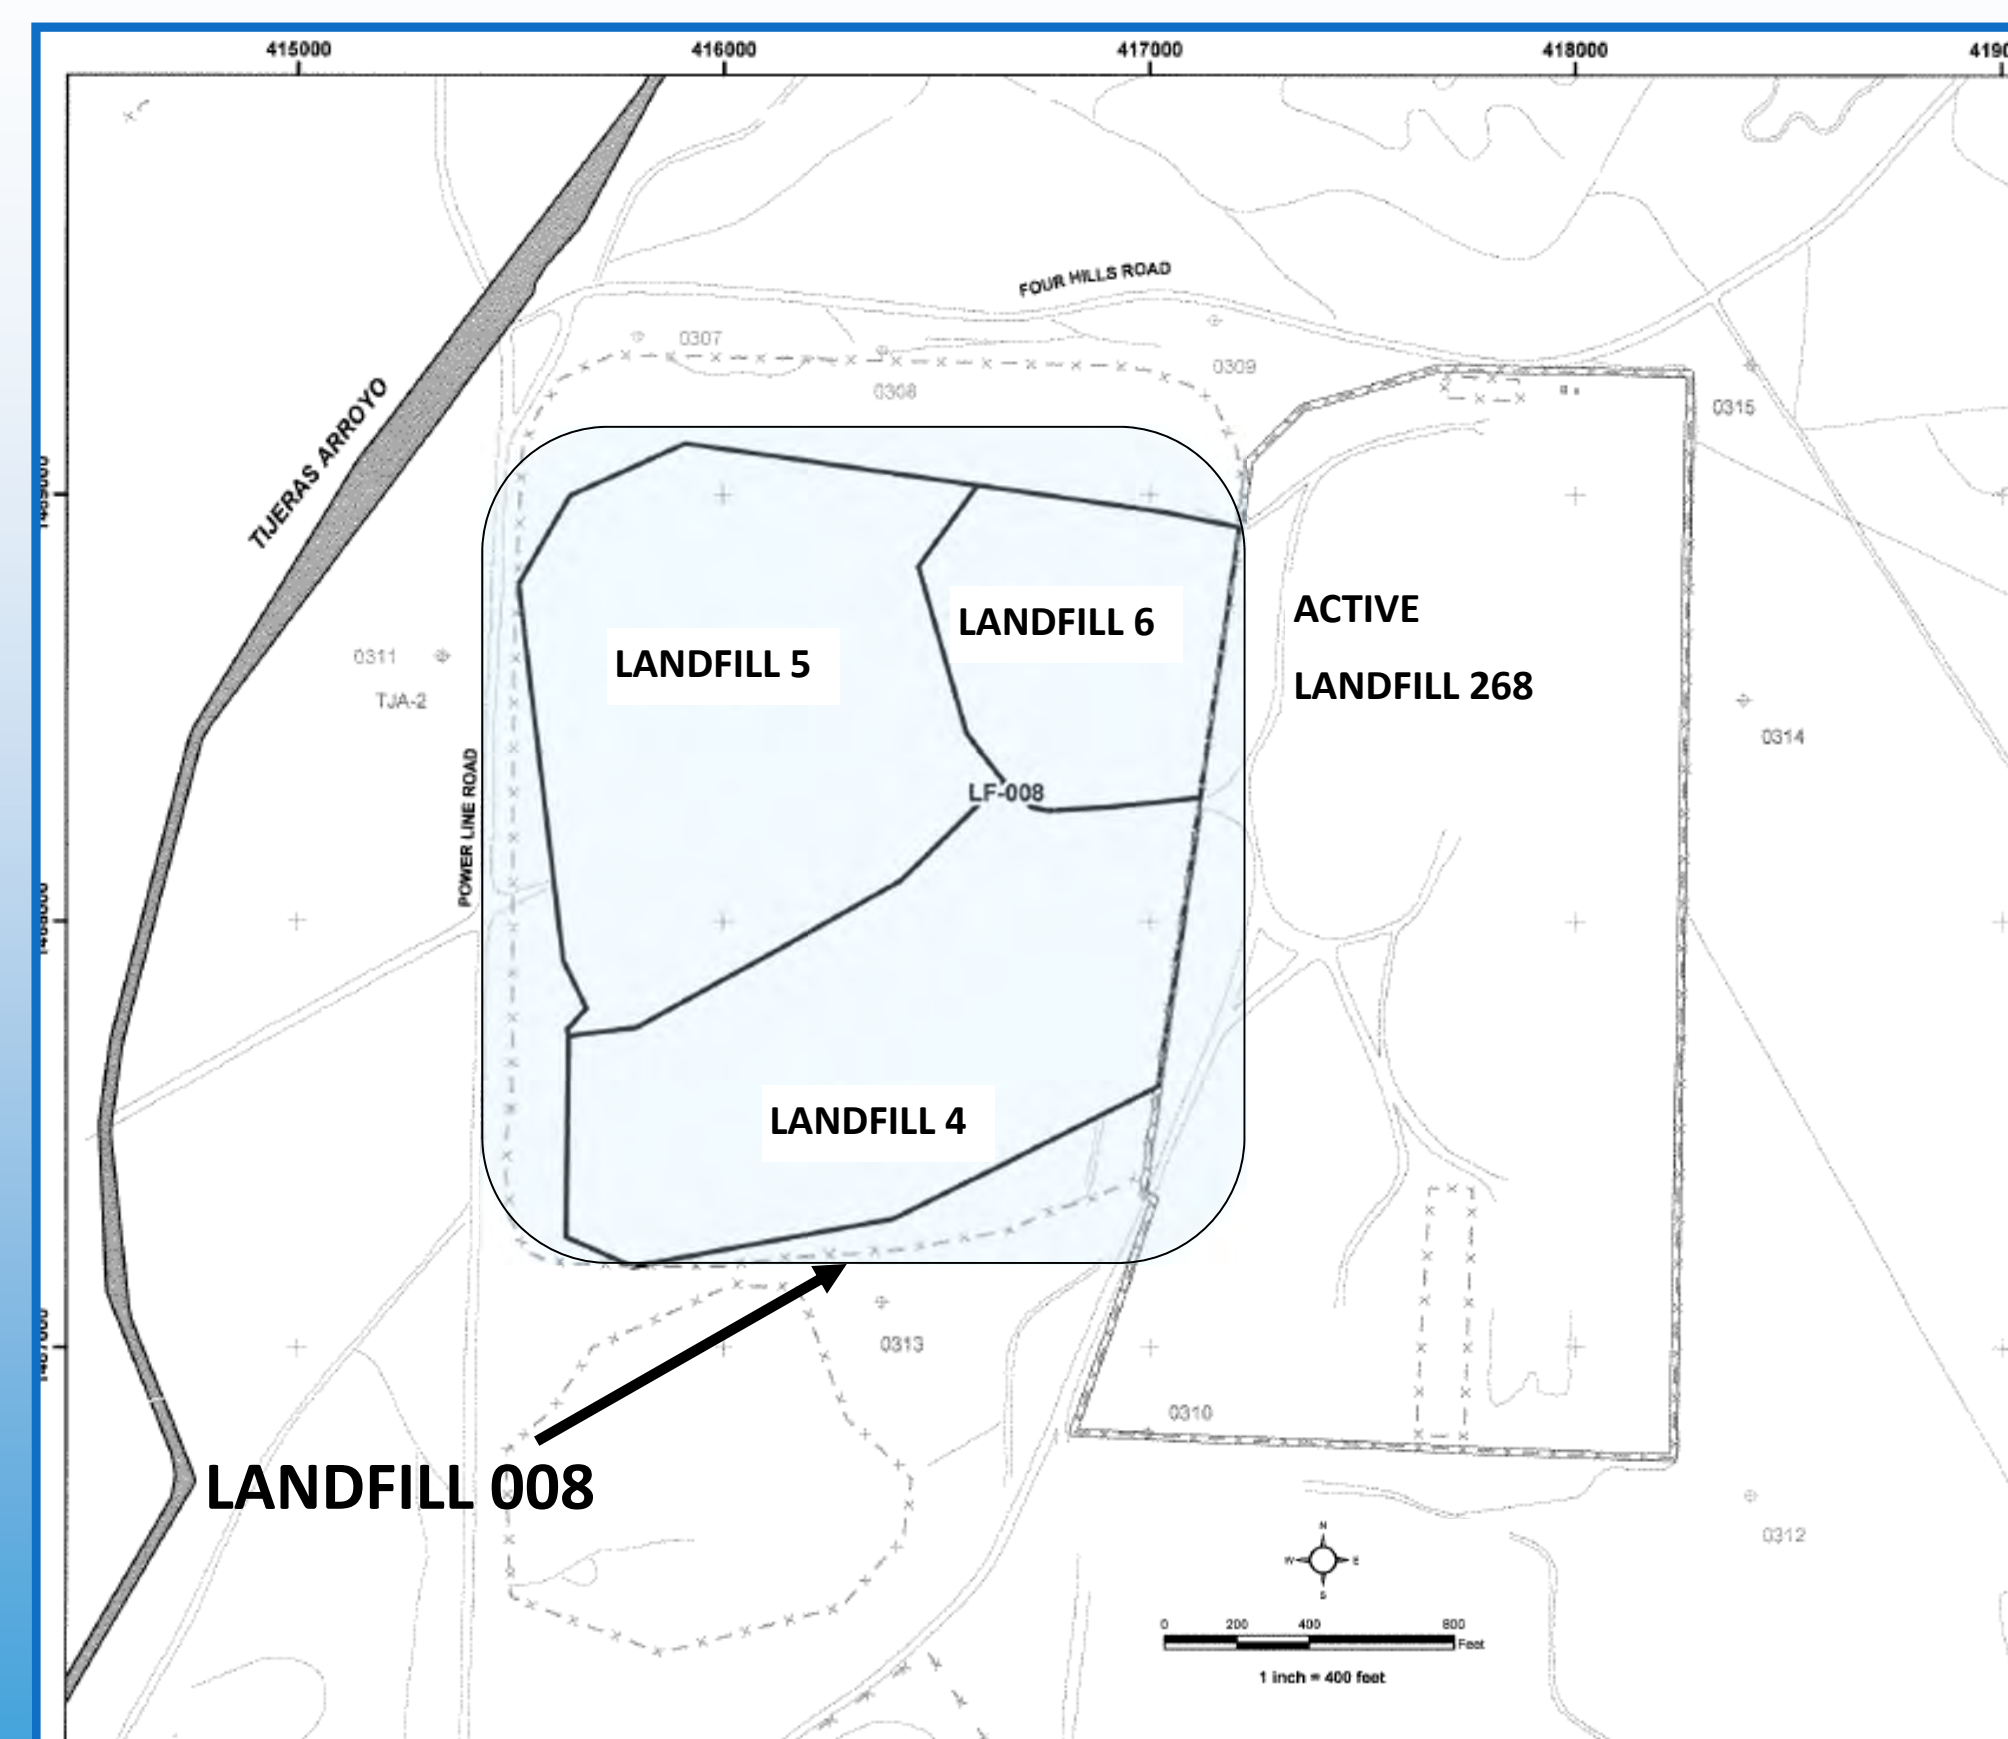 415000
416000
417000
418000
FOUR HILLS ROAD
0307
0308
0309
0315
TIJERAS ARROYO
LANDFILL 6
LANDFILL 5
ACTIVE
LANDFILL 268
0311
TJA-2
0314
POWER LINE ROAD
LF-008
LANDFILL 4
0313
0310
LANDFILL 008
0312
N
W
E
S
0
200
400
800
Feet
1 inch = 400 feet